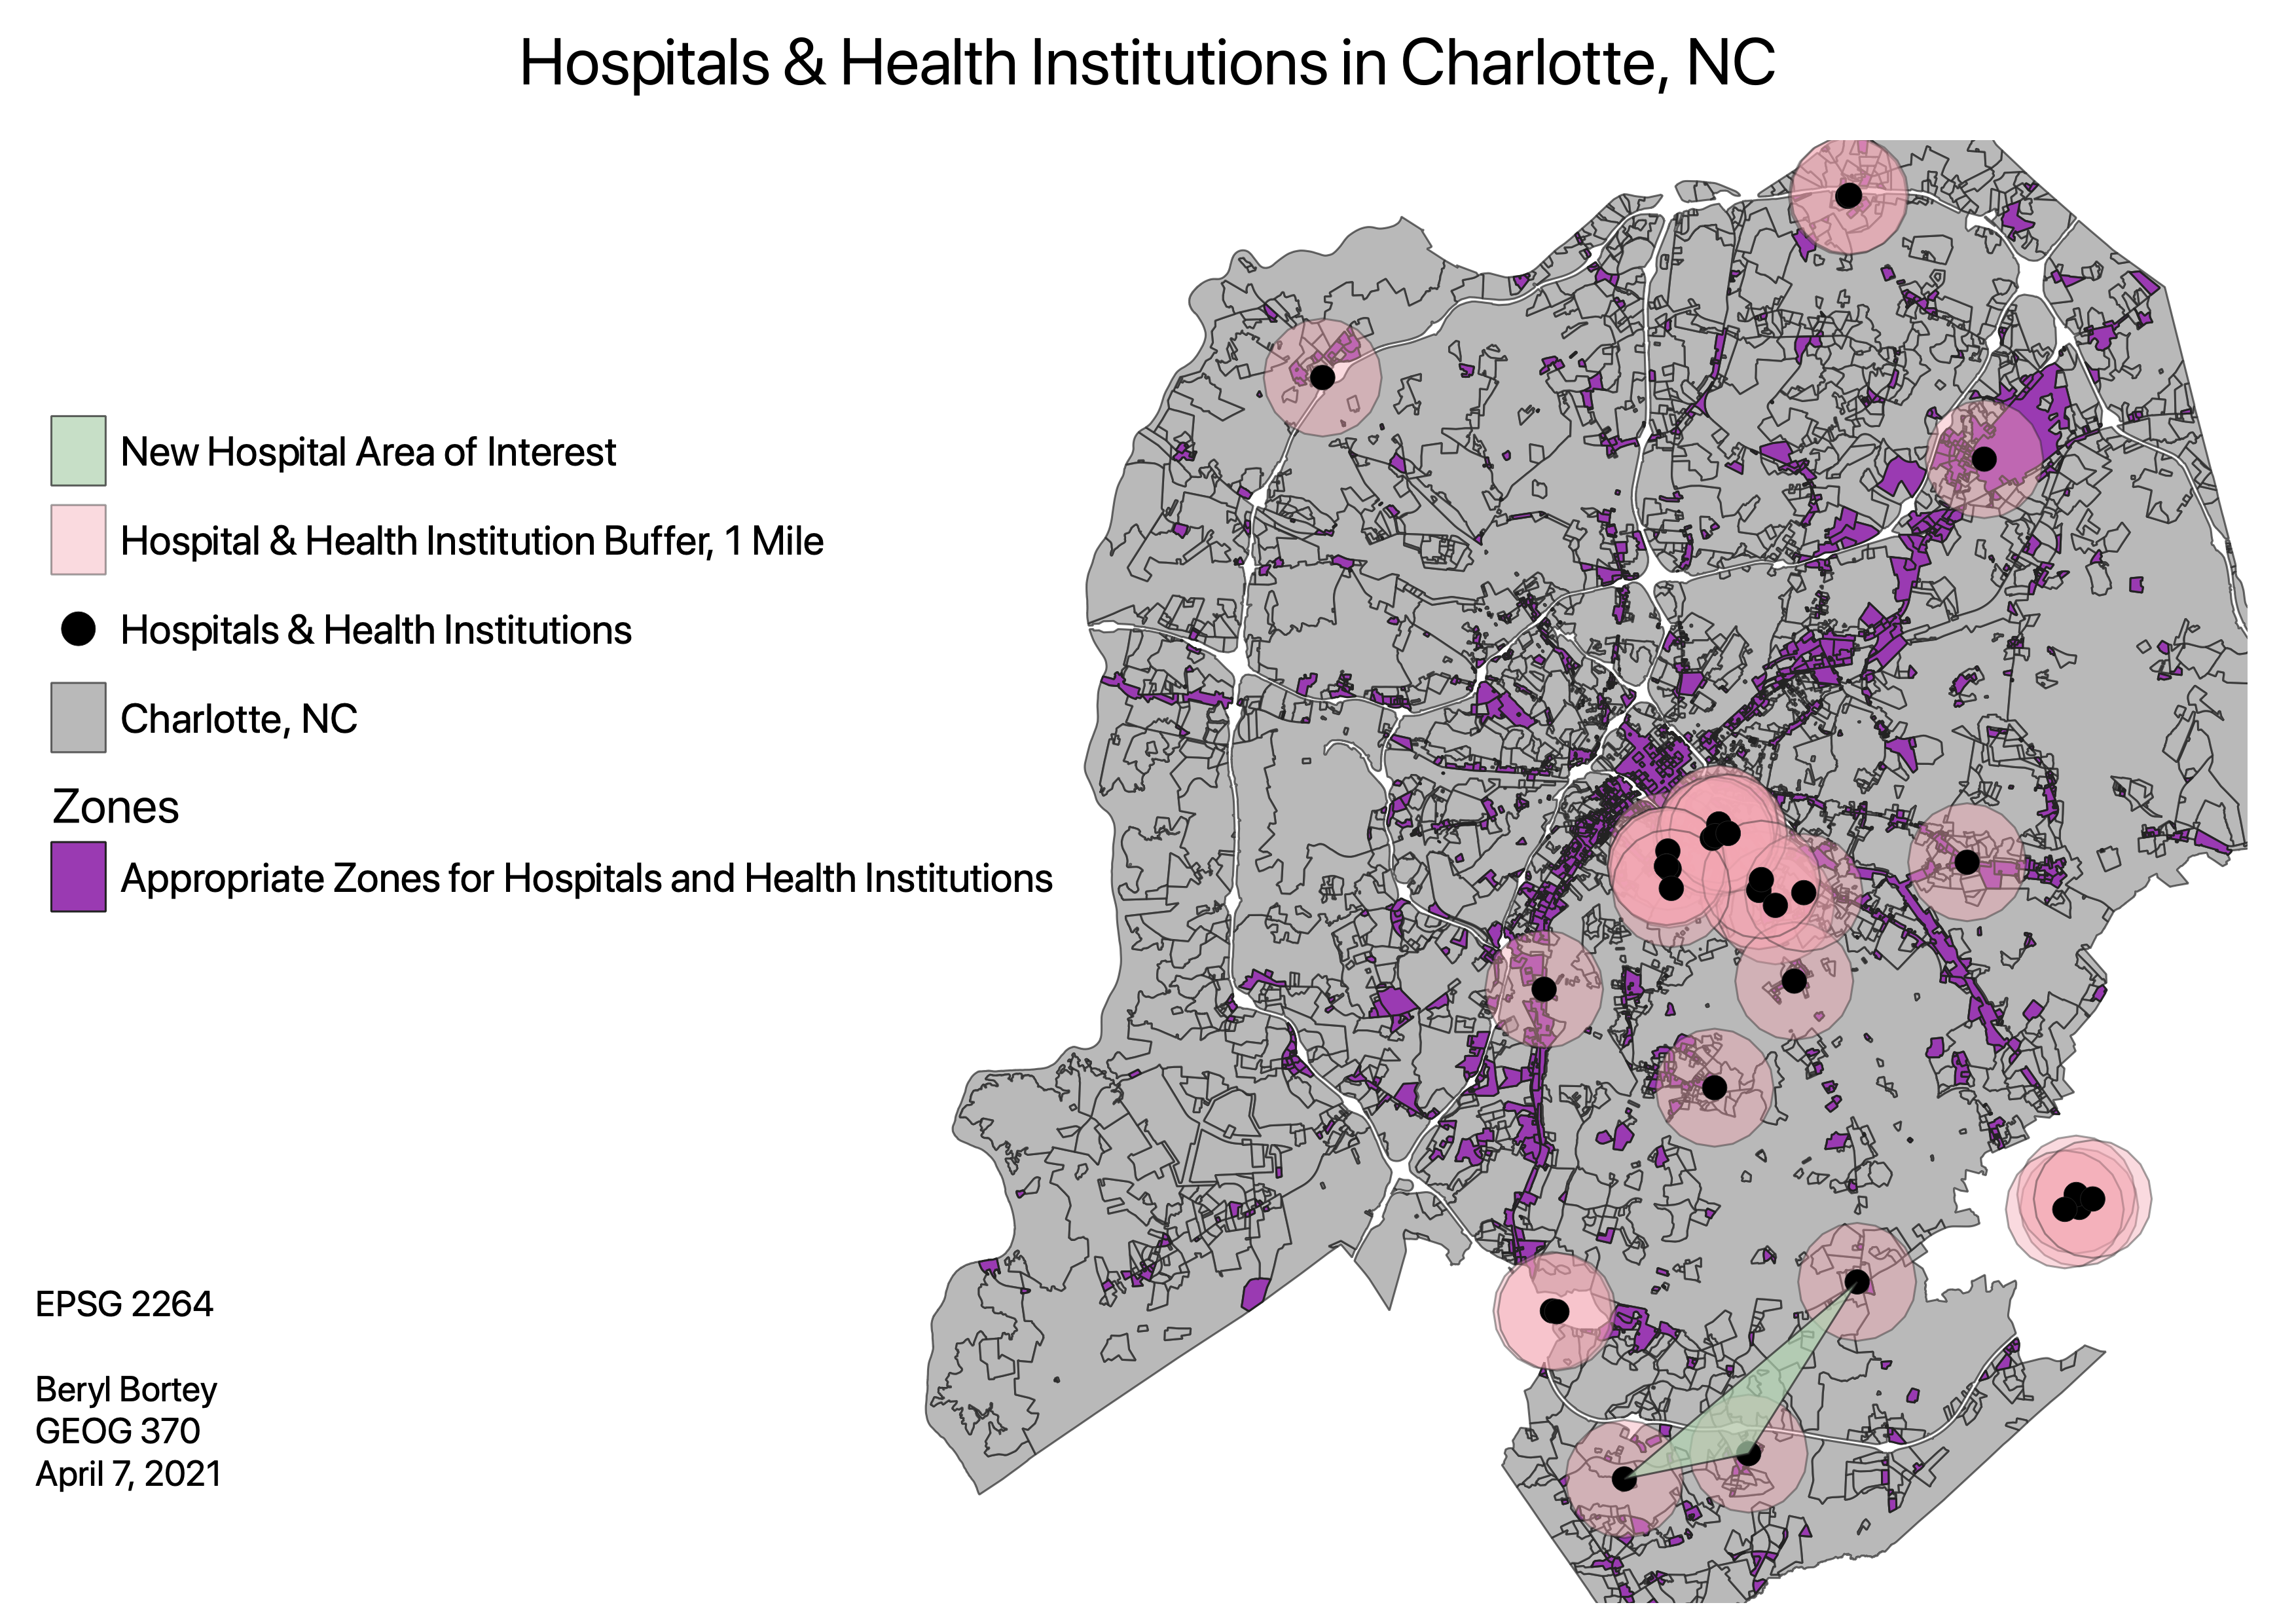 Hospitals & Health Institutions in Charlotte, NC
New Hospital Area of Interest
Hospital & Health Institution Buffer, 1 Mile
Hospitals & Health Institutions
Charlotte, NC
Zones
Appropriate Zones for Hospitals and Health Institutions
EPSG 2264
Beryl Bortey
GEOG 370
April 7, 2021